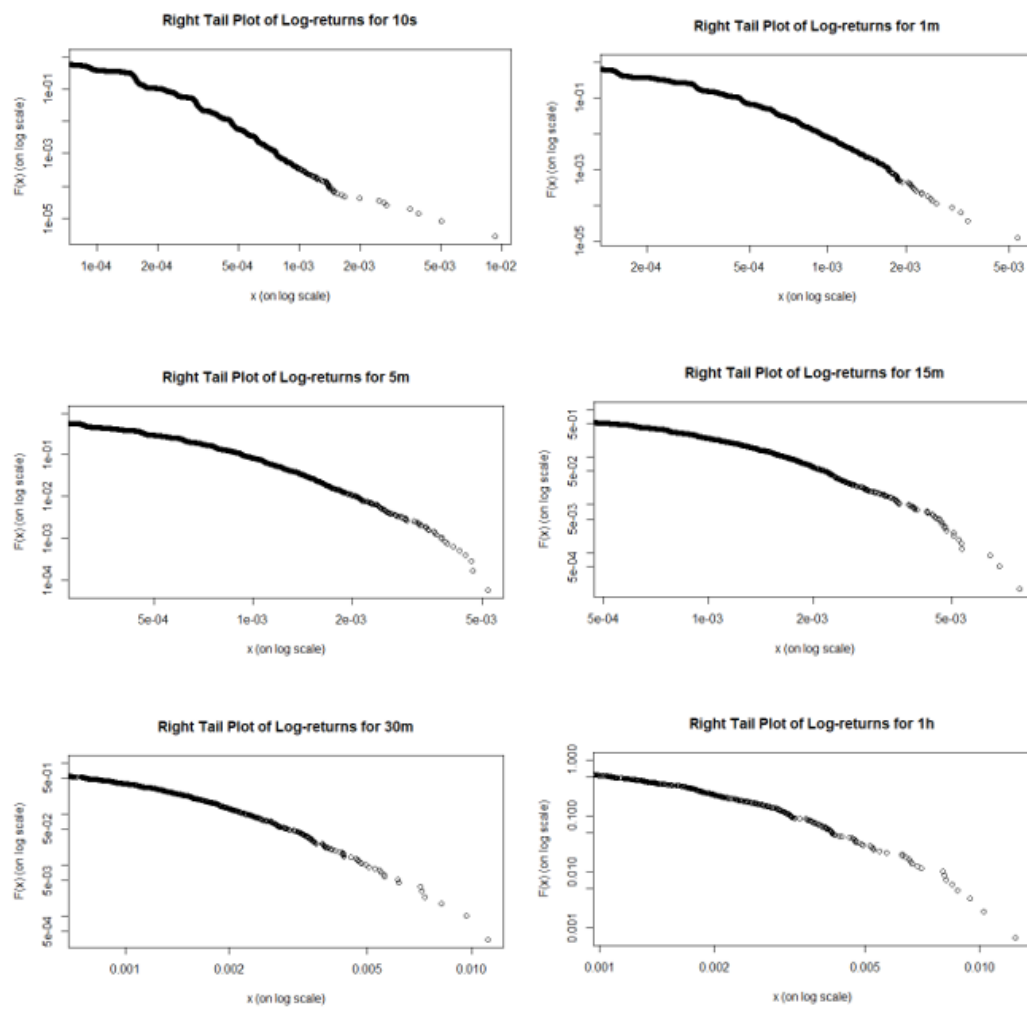 Right Tail Plot of Log-returns for 10s
F(x) (on log scale)
1e-01
1e-03
1e-05
1e-04 2e-04 5e-04 1e-03 2e-03 5e-03 1e-02
x (on log scale)
Right Tail Plot of Log-returns for 1m
F(x) (on log scale)
1e-01
1e-03
1e-05
2e-04 5e-04 1e-03 2e-03 5e-03
x (on log scale)
Right Tail Plot of Log-returns for 5m
F(x) (on log scale)
1e-01
1e-02
1e-03
1e-04
5e-04 1e-03 2e-03 5e-03
x (on log scale)
Right Tail Plot of Log-returns for 15m
F(x) (on log scale)
5e-01
5e-02
5e-03
5e-04
5e-04 1e-03 2e-03 5e-03
x (on log scale)
Right Tail Plot of Log-returns for 30m
F(x) (on log scale)
5e-01
5e-02
5e-03
5e-04
0.001 0.002 0.005 0.010
x (on log scale)
Right Tail Plot of Log-returns for 1h
F(x) (on log scale)
1.000
0.100
0.010
0.001
0.001 0.002 0.005 0.010
x (on log scale)